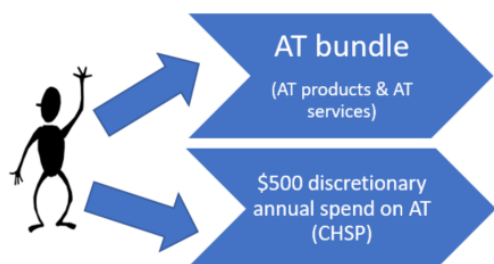 AT bundle
(AT products & AT
services)
$500 discretionary
annual spend on AT
(CHSP)